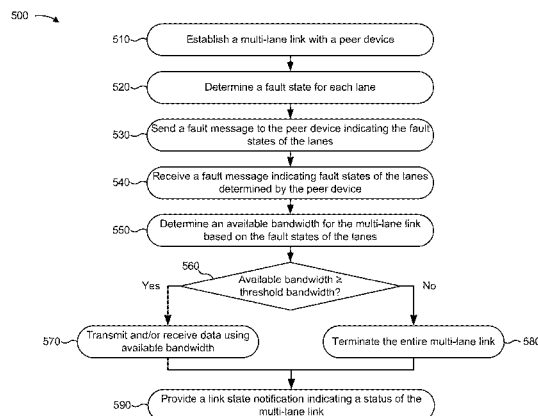 500
510
Establish a multi-lane link with a peer device
520
Determine a fault state for each lane
530
Send a fault message to the peer device indicating the fault
states of the lanes
540
Receive a fault message indicating fault states of the lanes
determined by the peer device
550
Determine an available bandwidth for the multi-lane link
based on the fault states of the lanes
560
Available bandwidth ≥
threshold bandwidth?
Yes
No
570
Transmit and/or receive data using
available bandwidth
Terminate the entire multi-lane link
580
590
Provide a link state notification indicating a status of the
multi-lane link